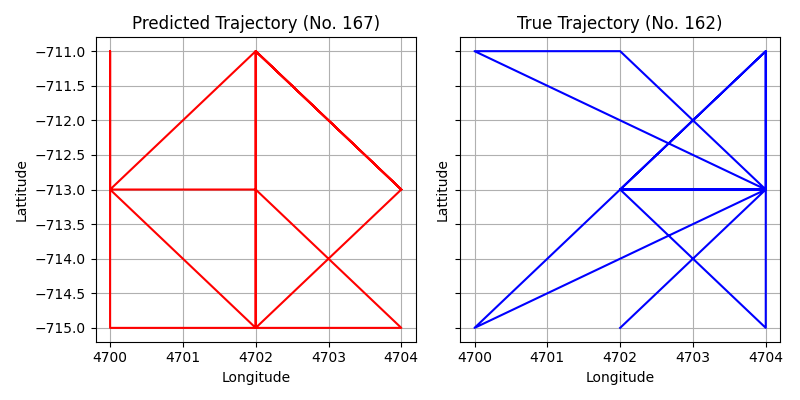 Predicted Trajectory (No. 167)
Lattitude
−711.0
−711.5
−712.0
−712.5
−713.0
−713.5
−714.0
−714.5
−715.0
4700 4701 4702 4703 4704
Longitude
True Trajectory (No. 162)
Lattitude
4700 4701 4702 4703 4704
Longitude